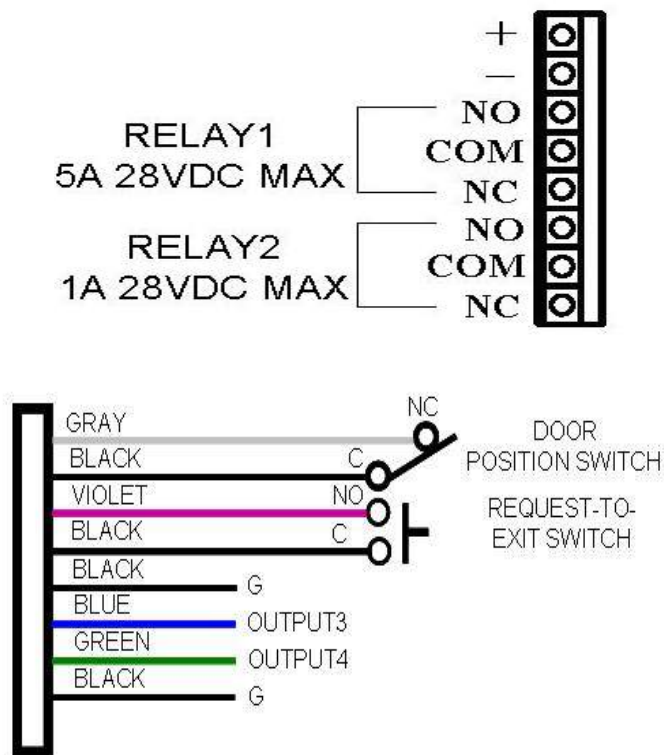 +
−
NO
RELAY1
COM
5A 28VDC MAX
NC
NO
RELAY2
COM
1A 28VDC MAX
NC
GRAY
NC
DOOR
BLACK
C
POSITION SWITCH
VIOLET
NO
REQUEST-TO-
BLACK
C
EXIT SWITCH
BLACK
G
BLUE
OUTPUT3
GREEN
OUTPUT4
BLACK
G